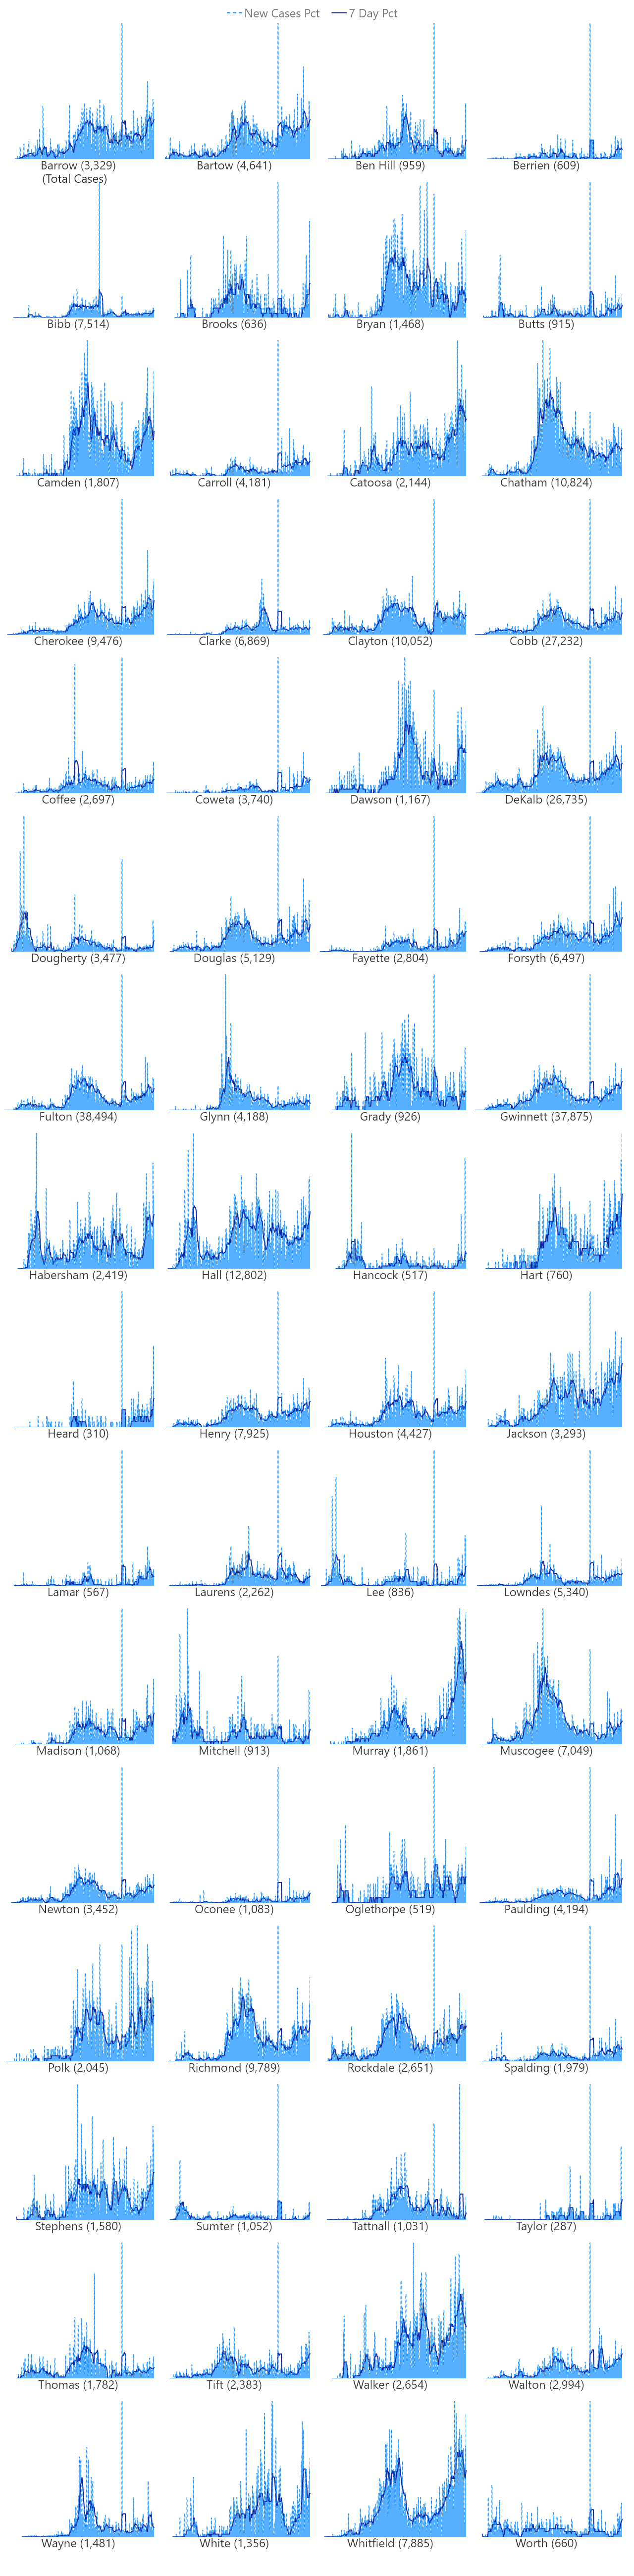 New Cases Pct 7 Day Pct
Barrow (3,329) Bartow (4,641) Ben Hill (959) Berrien (609)
(Total Cases)
Bibb (7,514) Brooks (636) Bryan (1,468) Butts (915)
Camden (1,807) Carroll (4,181) Catoosa (2,144) Chatham (10,824)
Cherokee (9,476) Clarke (6,869) Clayton (10,052) Cobb (27,232)
Coffee (2,697) Coweta (3,740) Dawson (1,167) DeKalb (26,735)
Dougherty (3,477) Douglas (5,129) Fayette (2,804) Forsyth (6,497)
Fulton (38,494) Glynn (4,188) Grady (926) Gwinnett (37,875)
Habersham (2,419) Hall (12,802) Hancock (517) Hart (760)
Heard (310) Henry (7,925) Houston (4,427) Jackson (3,293)
Lamar (567) Laurens (2,262) Lee (836) Lowndes (5,340)
Madison (1,068) Mitchell (913) Murray (1,861) Muscogee (7,049)
Newton (3,452) Oconee (1,083) Oglethorpe (519) Paulding (4,194)
Polk (2,045) Richmond (9,789) Rockdale (2,651) Spalding (1,979)
Stephens (1,580) Sumter (1,052) Tattnall (1,031) Taylor (287)
Thomas (1,782) Tift (2,383) Walker (2,654) Walton (2,994)
Wayne (1,481) White (1,356) Whitfield (7,885) Worth (660)